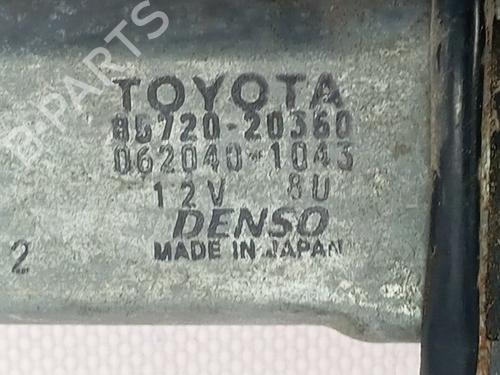 B-PARTS
TOYOTA
85720-20360
062040-1043
12V 8U
DENSO
MADE IN JAPAN
2